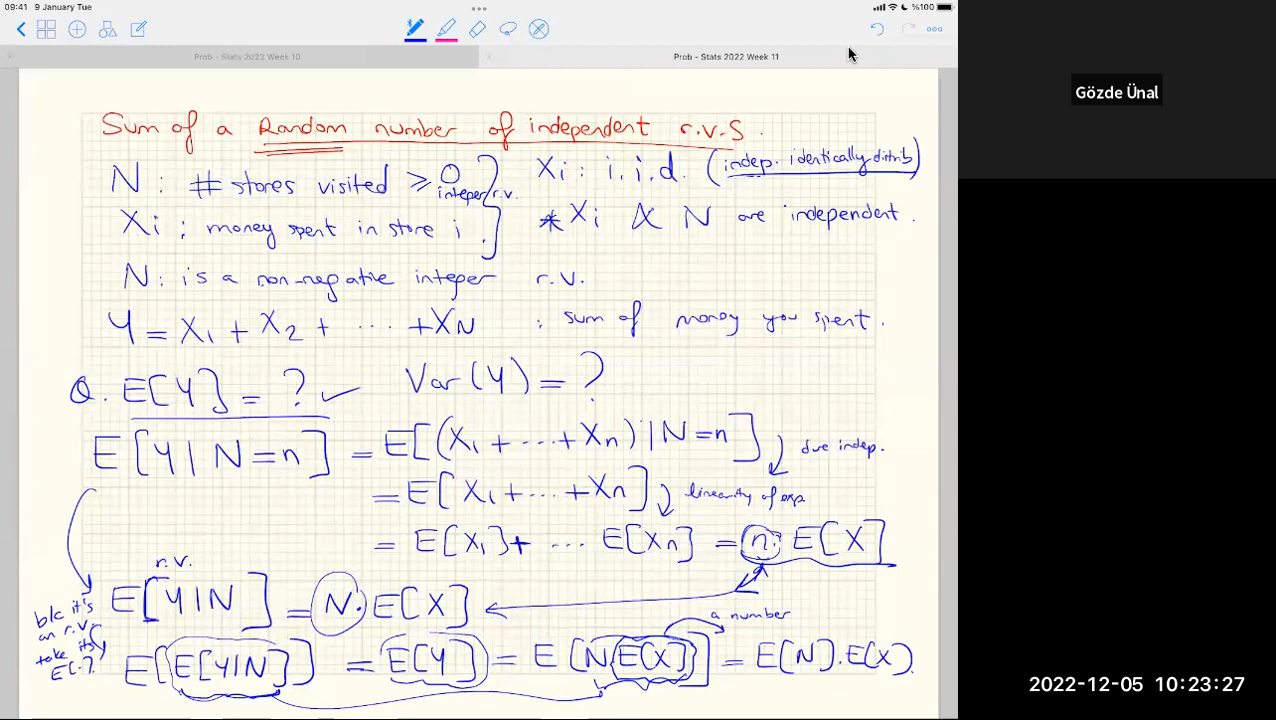 09:41 9 January Tue %100
Prob - Stats 2022 Week 10
Prob - Stats 2022 Week 11
Gözde Ünal
Sum of a Random number of independent r.v.s.
N : # stores visited ≥ 0 integer r.v.
Xi : i.i.d. (indep. identically distrib)
Xi ; money spent in store i.
* Xi & N are independent.
N : is a non-negative integer r.v.
Y = X1 + X2 + ... + XN : sum of money you spent.
Q. E[Y] = ? ✓ Var(Y) = ?
E[Y | N=n] = E[(X1 + ... + Xn) | N=n] due indep.
= E[X1 + ... + Xn] linearity of exp.
= E[X1] + ... E[Xn] = n. E[X]
r.v.
E[Y|N] = N. E[X]
b/c it's an r.v. take its E[.].
a number
E[E[Y|N]] = E[Y] = E[N E[X]] = E[N].E[X].
2022-12-05 10:23:27